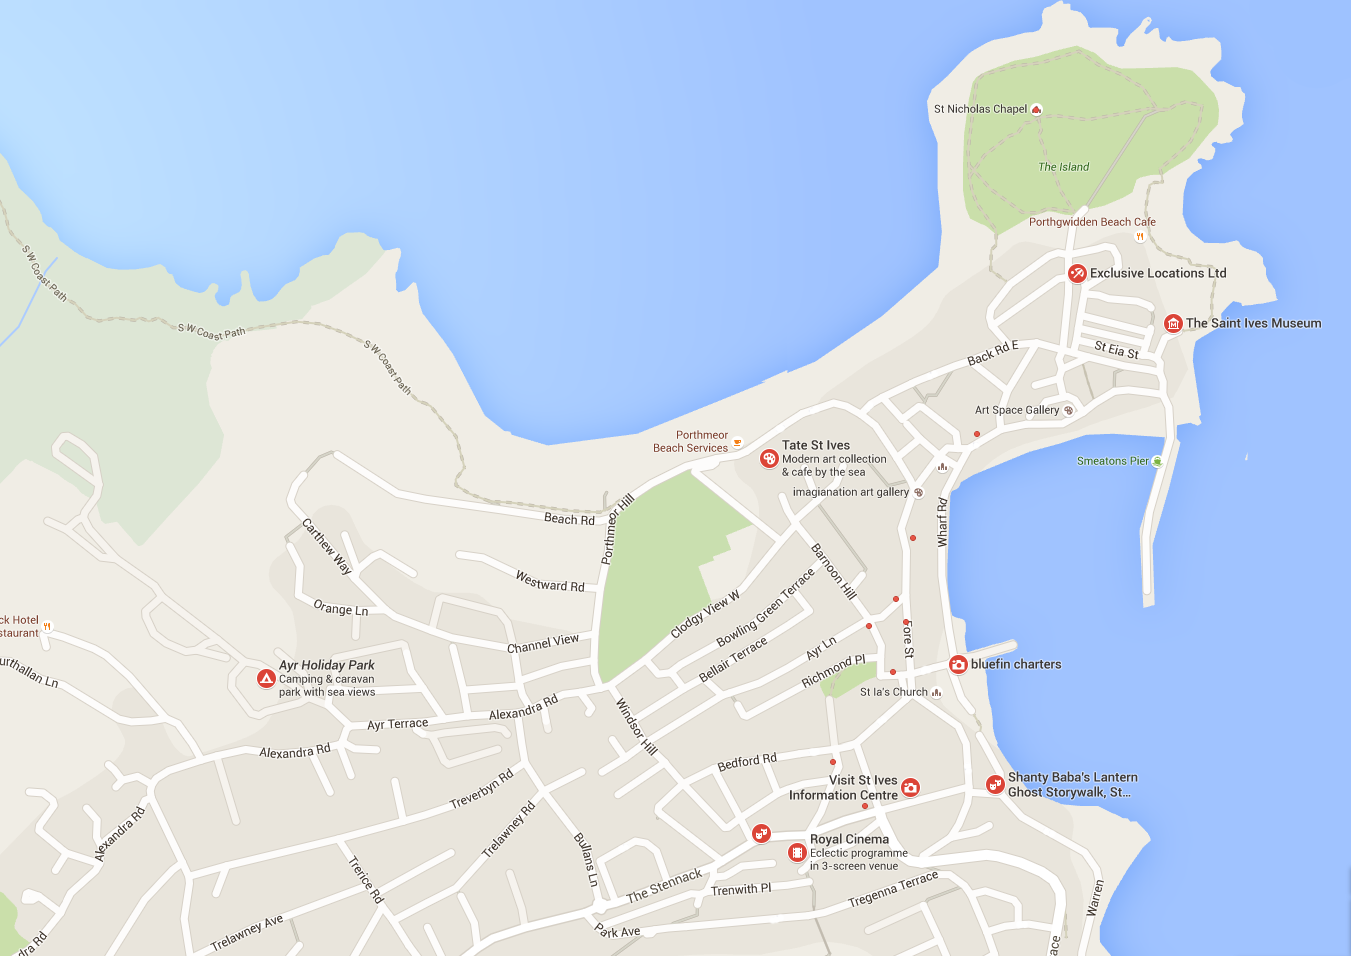 St Nicholas Chapel
The Island
Porthgwidden Beach Cafe
Exclusive Locations Ltd
The Saint Ives Museum
S W Coast Path
S W Coast Path
S W Coast Path
Back Rd E
St Eia St
Art Space Gallery
Porthmeor
Beach Services
Tate St Ives
Modern art collection
& cafe by the sea
Smeatons Pier
imagianation art gallery
Wharf Rd
Beach Rd
Porthmeor Hill
Carthew Way
Barnoon Hill
Westward Rd
Orange Ln
Clodgy View W
Bowling Green Terrace
Channel View
Bellair Terrace
Ayr Ln
Fore St
Richmond Pl
bluefin charters
ck Hotel
staurant
urthallan Ln
Ayr Holiday Park
Camping & caravan
park with sea views
St Ia's Church
Ayr Terrace
Alexandra Rd
Windsor Hill
Alexandra Rd
Bedford Rd
Visit St Ives
Information Centre
Shanty Baba's Lantern
Ghost Storywalk, St...
Treverbyn Rd
Trelawney Rd
Alexandra Rd
Bullans Ln
Royal Cinema
Eclectic programme
in 3-screen venue
Trerice Rd
The Stennack
Trenwith Pl
Tregenna Terrace
Warren
Trelawney Ave
Park Ave
dra Rd
ace